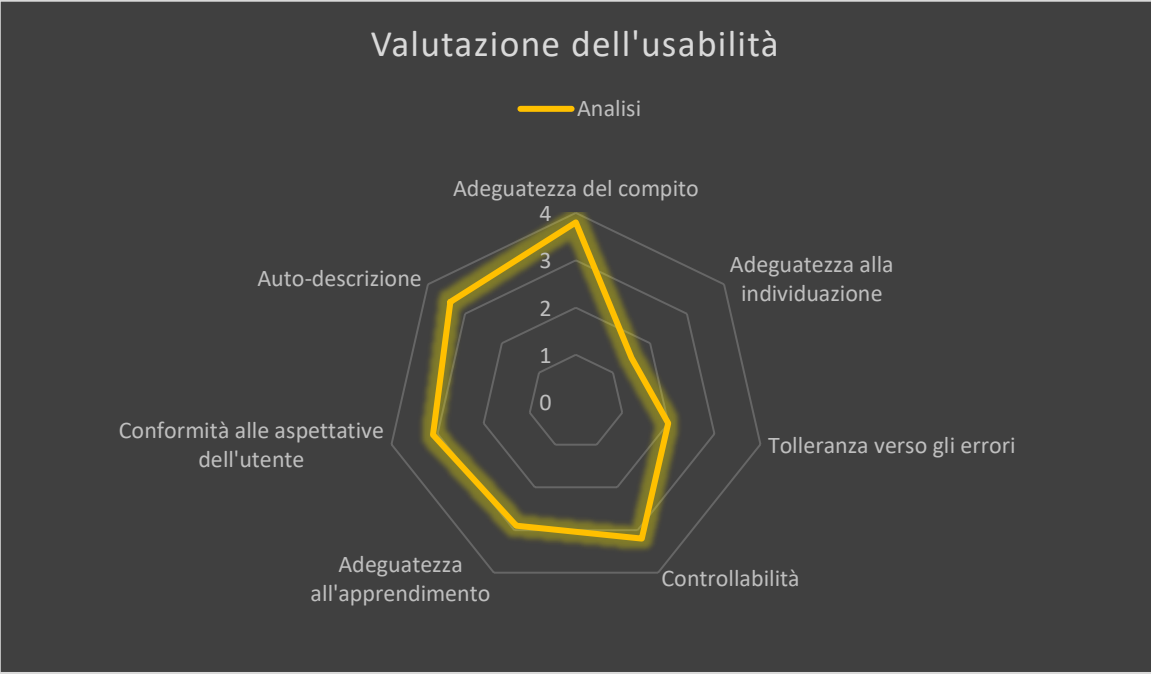 Valutazione dell'usabilità
Analisi
Adeguatezza del compito
4
3
2
1
0
Adeguatezza alla
individuazione
Tolleranza verso gli errori
Controllabilità
Adeguatezza
all'apprendimento
Conformità alle aspettative
dell'utente
Auto-descrizione